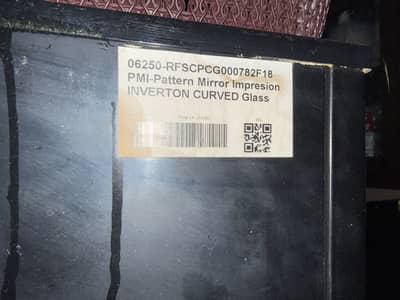 06250-RFSCPCG000782F18
PMI-Pattern Mirror Impresion
INVERTON CURVED Glass